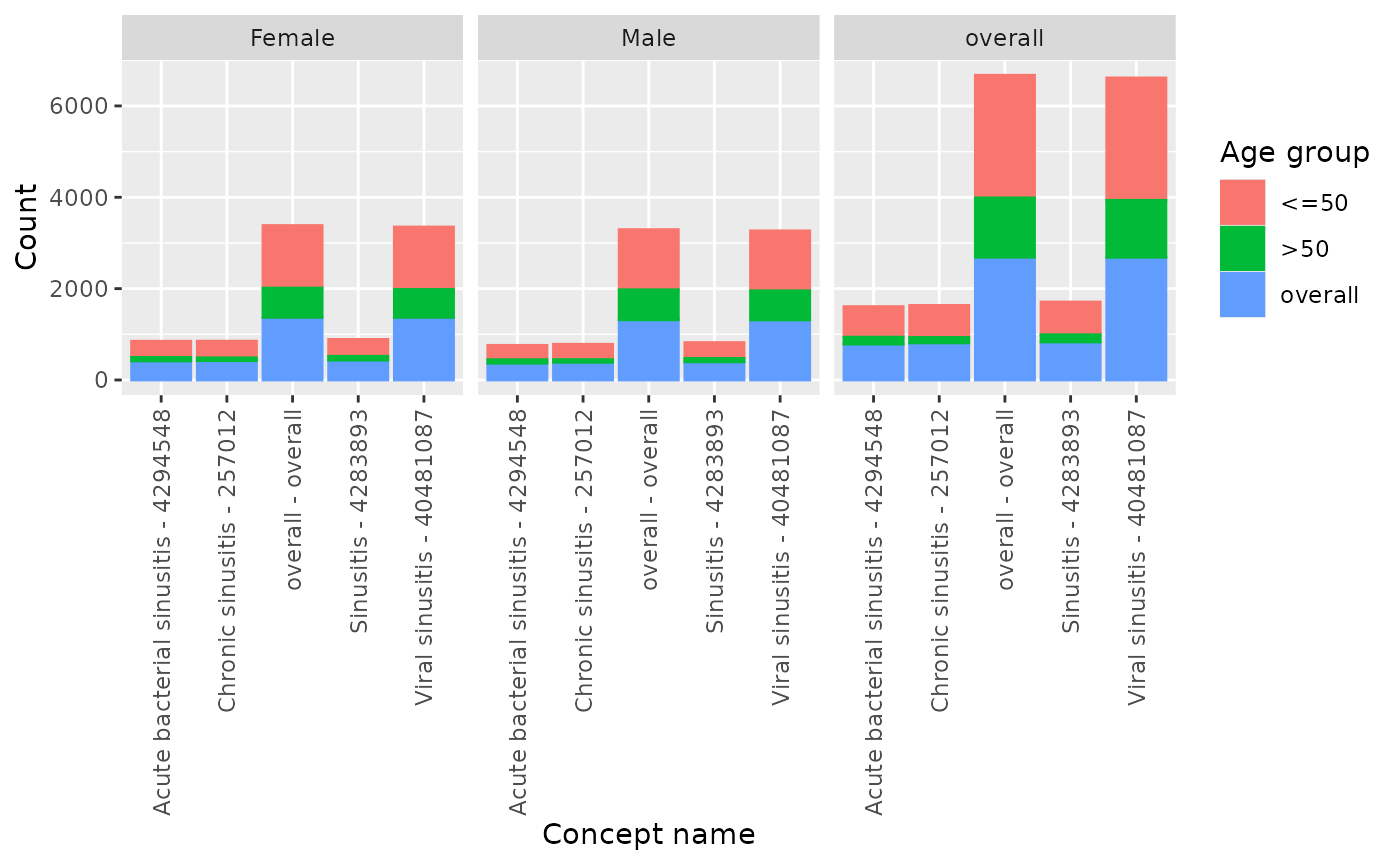 Female
Male
overall
Count
6000
4000
2000
0
Acute bacterial sinusitis - 4294548
Chronic sinusitis - 257012
overall - overall
Sinusitis - 4283893
Viral sinusitis - 40481087
Acute bacterial sinusitis - 4294548
Chronic sinusitis - 257012
overall - overall
Sinusitis - 4283893
Viral sinusitis - 40481087
Acute bacterial sinusitis - 4294548
Chronic sinusitis - 257012
overall - overall
Sinusitis - 4283893
Viral sinusitis - 40481087
Concept name
Age group
<=50
>50
overall